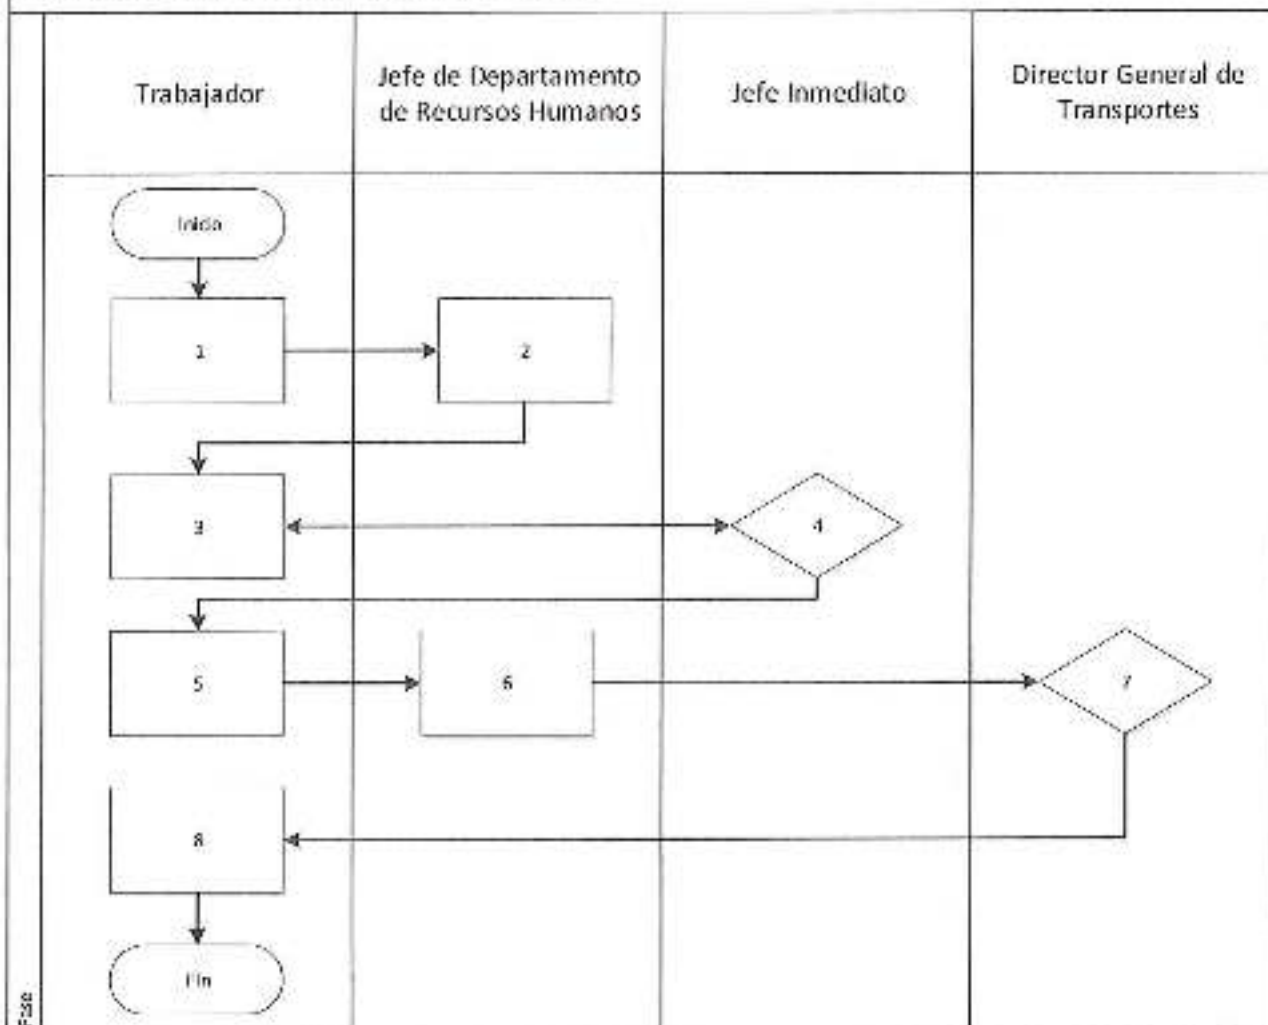 Trabajador
Jefe de Departamento
de Recursos Humanos
Jefe Inmediato
Director General de
Transportes
Inicio
1
2
3
4
5
6
7
8
Fin
Fase